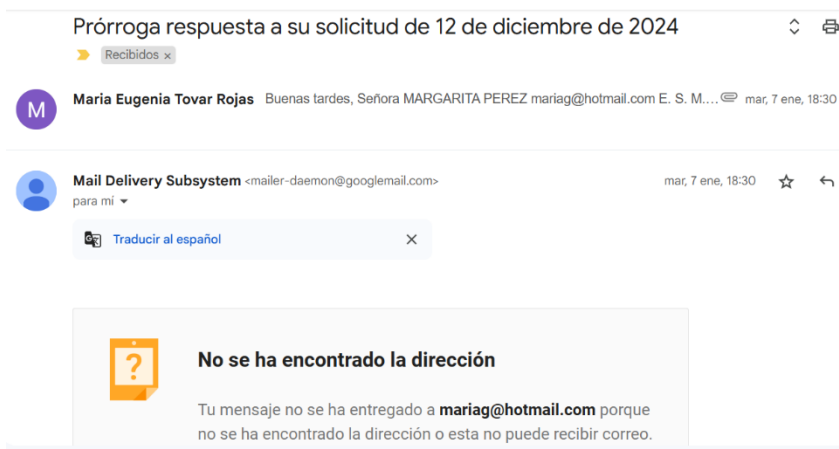 Prórroga respuesta a su solicitud de 12 de diciembre de 2024
Recibidos x
M
Maria Eugenia Tovar Rojas Buenas tardes, Señora MARGARITA PEREZ mariag@hotmail.com E. S. M.... mar, 7 ene, 18:30
Mail Delivery Subsystem <mailer-daemon@googlemail.com> mar, 7 ene, 18:30
para mí
Traducir al español
No se ha encontrado la dirección
Tu mensaje no se ha entregado a mariag@hotmail.com porque
no se ha encontrado la dirección o esta no puede recibir correo.